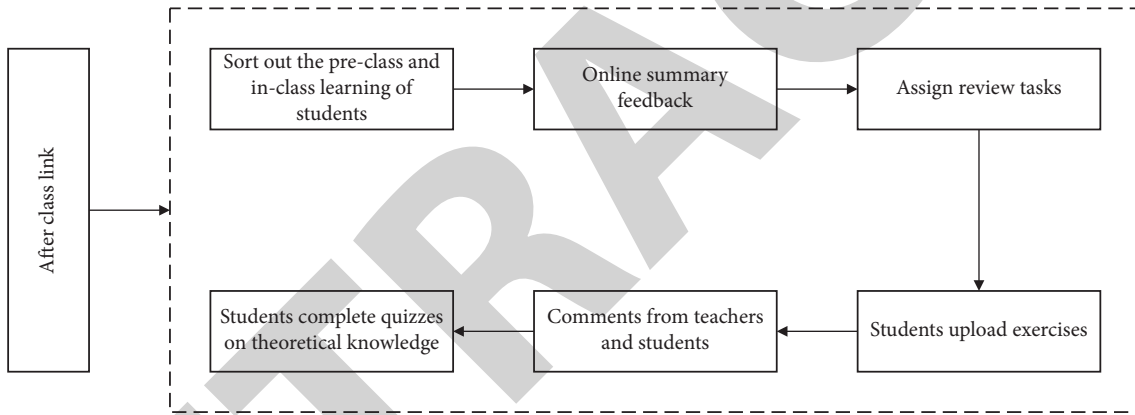 After class link
Sort out the pre-class and
in-class learning of
students
Online summary
feedback
Assign review tasks
Students upload exercises
Comments from teachers
and students
Students complete quizzes
on theoretical knowledge
TRAC